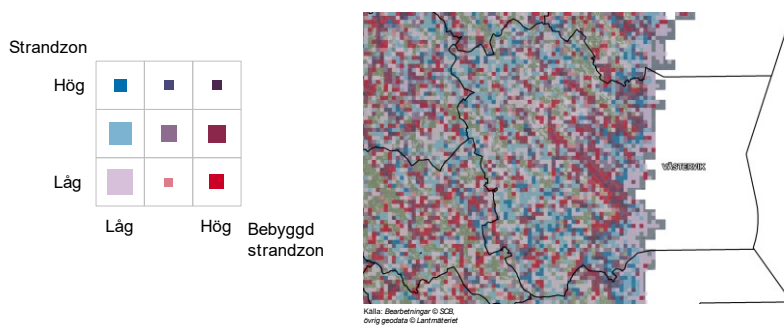 Strandzon
Hög
Låg
Låg
Hög
Bebyggd
strandzon
VÄSTERVIK
Källa: Bearbetningar © SCB,
övrig geodata © Lantmäteriet